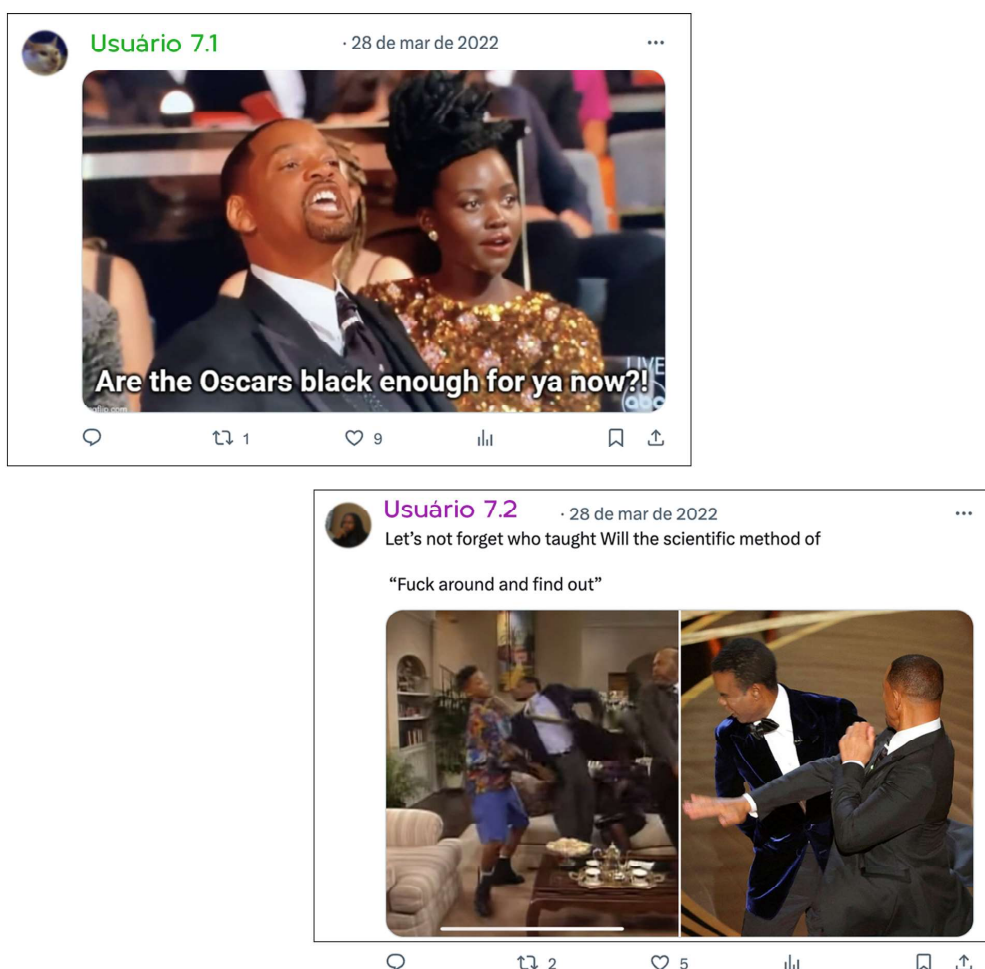 Usuário 7.1 · 28 de mar de 2022
LIVE
abc
Are the Oscars black enough for ya now?!
1 9
Usuário 7.2 · 28 de mar de 2022
Let's not forget who taught Will the scientific method of
“Fuck around and find out”
2 5